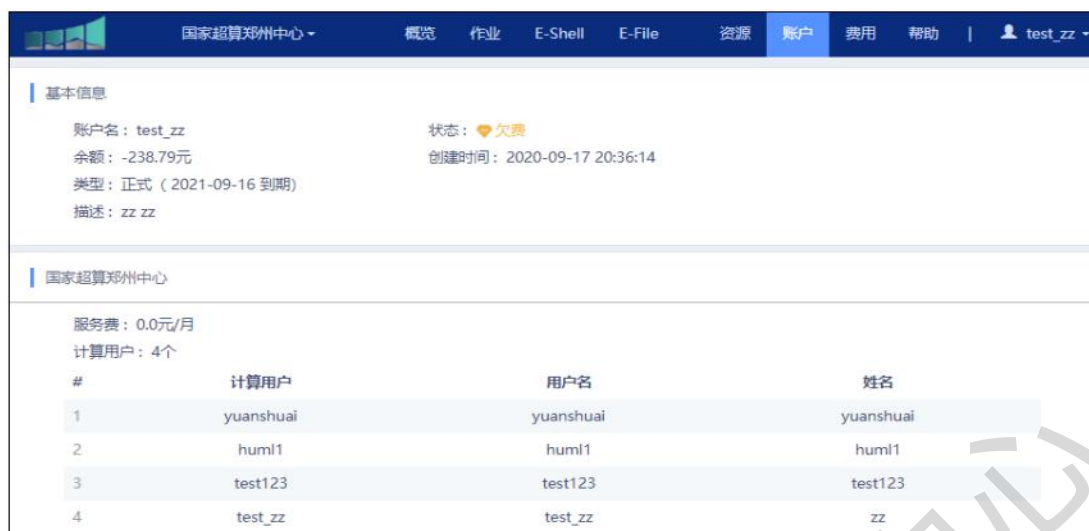 国家超算郑州中心 概览 作业 E-Shell E-File 资源 账户 费用 帮助 | test_zz
基本信息
账户名: test_zz 状态: 欠费
余额: -238.79元 创建时间: 2020-09-17 20:36:14
类型: 正式 ( 2021-09-16 到期)
描述: zz zz
国家超算郑州中心
服务费: 0.0元/月
计算用户: 4个
# 计算用户 用户名 姓名
1 yuanshuai yuanshuai yuanshuai
2 huml1 huml1 huml1
3 test123 test123 test123
4 test_zz test_zz zz
心